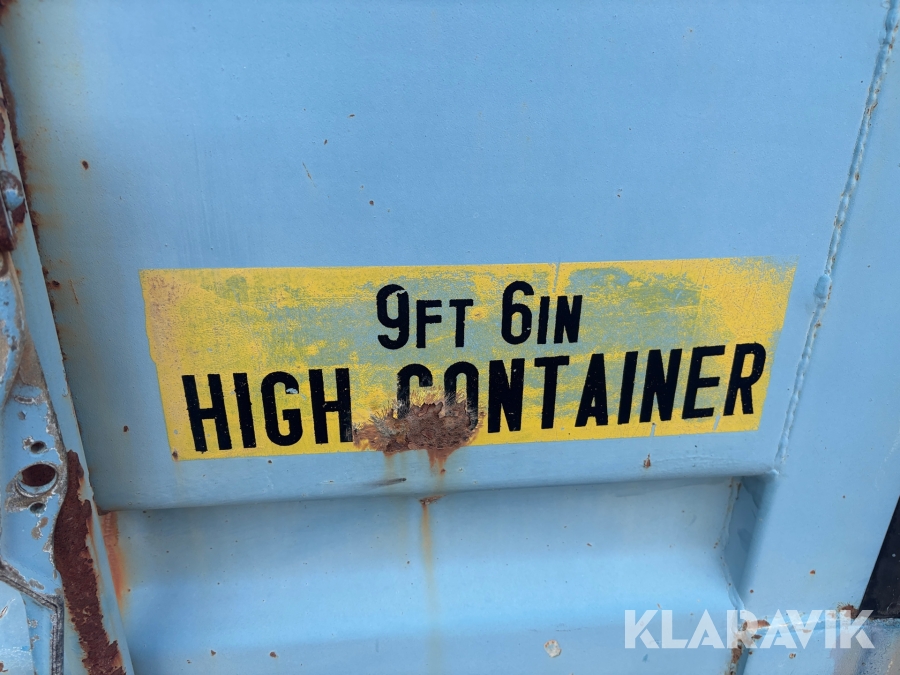 9FT 6IN
HIGH CONTAINER
KLARAVIK